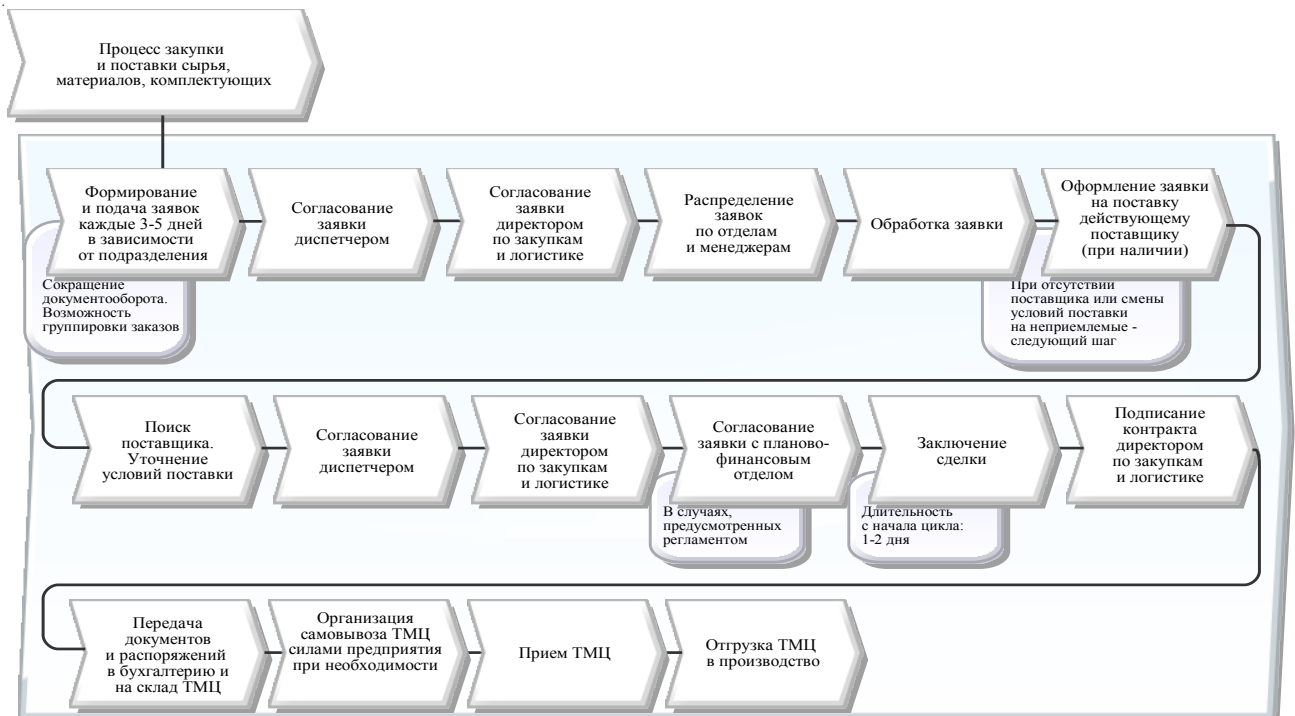 Процесс закупки
и поставки сырья,
материалов, комплектующих
Формирование
и подача заявок
каждые 3-5 дней
в зависимости
от подразделения
Сокращение
документооборота.
Возможность
группировки заказов
Согласование
заявки
диспетчером
Согласование
заявки
директором
по закупкам
и логистике
Распределение
заявок
по отделам
и менеджерам
Обработка заявки
Оформление заявки
на поставку
действующему
поставщику
(при наличии)
При отсутствии
поставщика или смены
условий поставки
на неприемлемые -
следующий шаг
Поиск
поставщика.
Уточнение
условий поставки
Согласование
заявки
диспетчером
Согласование
заявки
директором
по закупкам
и логистике
Согласование
заявки с планово-
финансовым
отделом
В случаях,
предусмотренных
регламентом
Заключение
сделки
Длительность
с начала цикла:
1-2 дня
Подписание
контракта
директором
по закупкам
и логистике
Передача
документов
и распоряжений
в бухгалтерию и
на склад ТМЦ
Организация
самовывоза ТМЦ
силами предприятия
при необходимости
Прием ТМЦ
Отгрузка ТМЦ
в производство